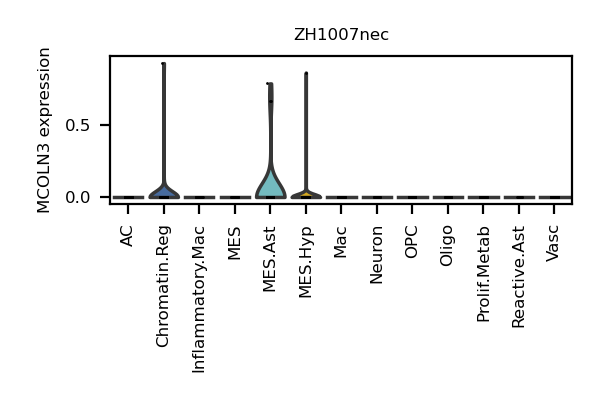 ZH1007nec
MCOLN3 expression
0.5
0.0
AC
Chromatin.Reg
Inflammatory.Mac
MES
MES.Ast
MES.Hyp
Mac
Neuron
OPC
Oligo
Prolif.Metab
Reactive.Ast
Vasc